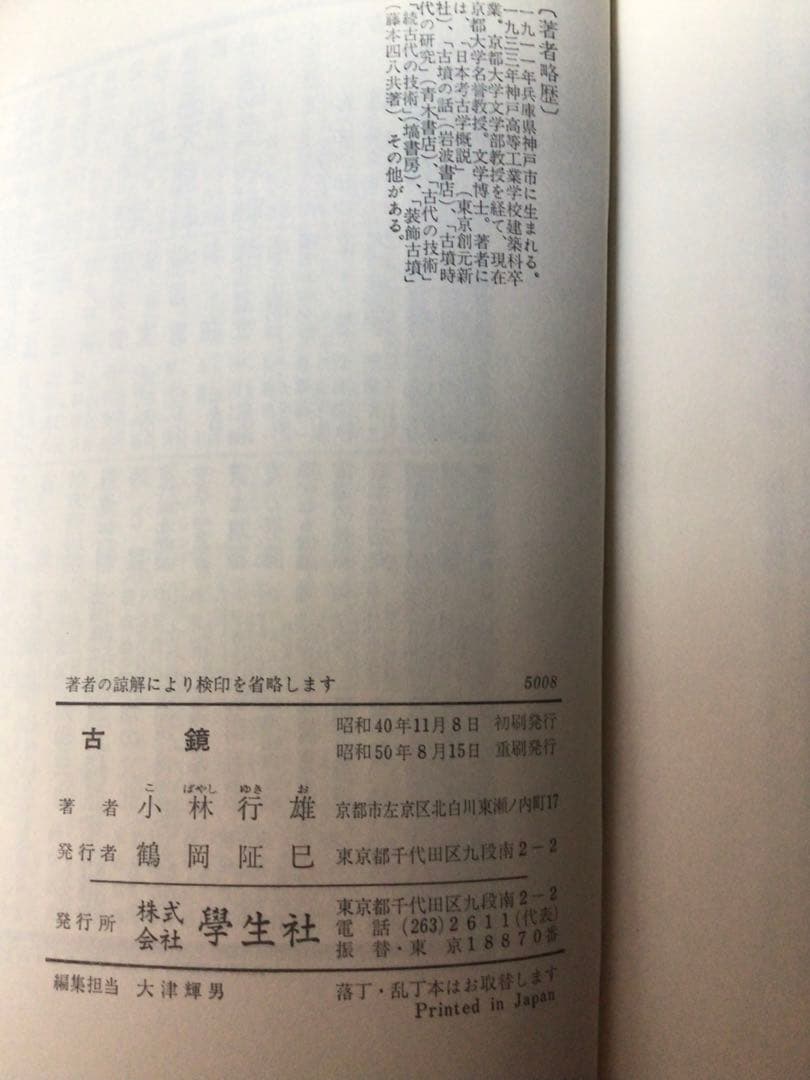 〔著者略歴〕
一九一一年兵庫県神戸市に生まれる。
一九三三年神戸高等工業学校建築科卒
業。京都大学文学部教授を経て、現在
京都大学名誉教授。文学博士。著者に
は、「日本考古学概説」（東京創元新
社）、「古墳の話」（岩波書店）、「古墳時
代の研究」（青木書店）、「古代の技術」
「続古代の技術」（塙書房）、「装飾古墳」
（藤本四八共著）、その他がある。
著者の諒解により検印を省略します 5008
古鏡
昭和40年11月8日 初刷発行
昭和50年8月15日 重刷発行
こ ばやし ゆき お
著者 小林行雄 京都市左京区北白川東瀬ノ内町17
発行者 鶴岡阷巳 東京都千代田区九段南2-2
発行所 株式会社 學生社
東京都千代田区九段南2-2
電話 (263)2611(代表)
振替・東京18870番
編集担当 大津輝男 落丁・乱丁本はお取替します
Printed in Japan